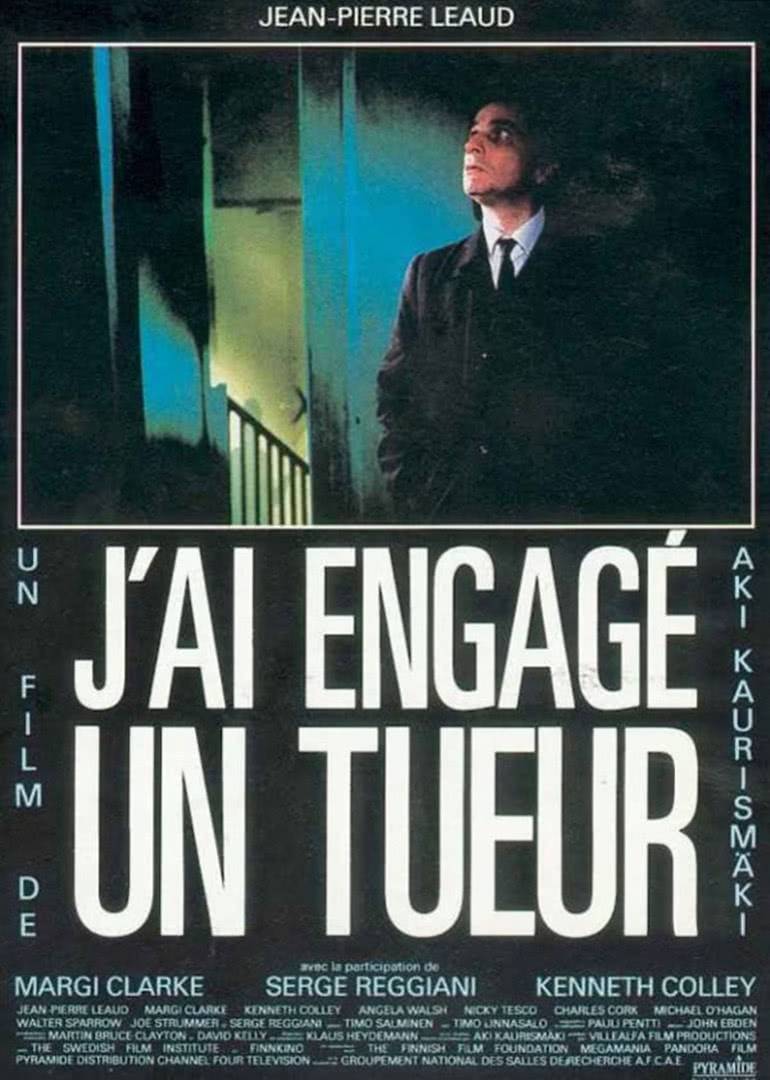 JEAN-PIERRE LEAUD
UN FILM DE
AKI KAURISMÄKI
J'AI ENGAGÉ
UN TUEUR
avec la participation de
MARGI CLARKE SERGE REGGIANI KENNETH COLLEY
JEAN-PIERRE LEAUD MARGI CLARKE KENNETH COLLEY ANGELA WALSH NICKY TESCO CHARLES CORK MICHAEL O'HAGAN
WALTER SPARROW JOE STRUMMER SERGE REGGIANI TIMO SALMINEN TIMO LINNASALO PAULI PENTTI JOHN EBDEN
MARTIN BRUCE CLAYTON DAVID KELLY KLAUS HEYDEMANN AKI KAURISMAKI VILLEALFA FILM PRODUCTIONS
THE SWEDISH FILM INSTITUTE FINNKINO THE FINNISH FILM FOUNDATION MEGAMANIA PANDORA FILM
PYRAMIDE DISTRIBUTION CHANNEL FOUR TELEVISION GROUPEMENT NATIONAL DES SALLES DE RECHERCHE A.F.C.A.E.
PYRAMIDE